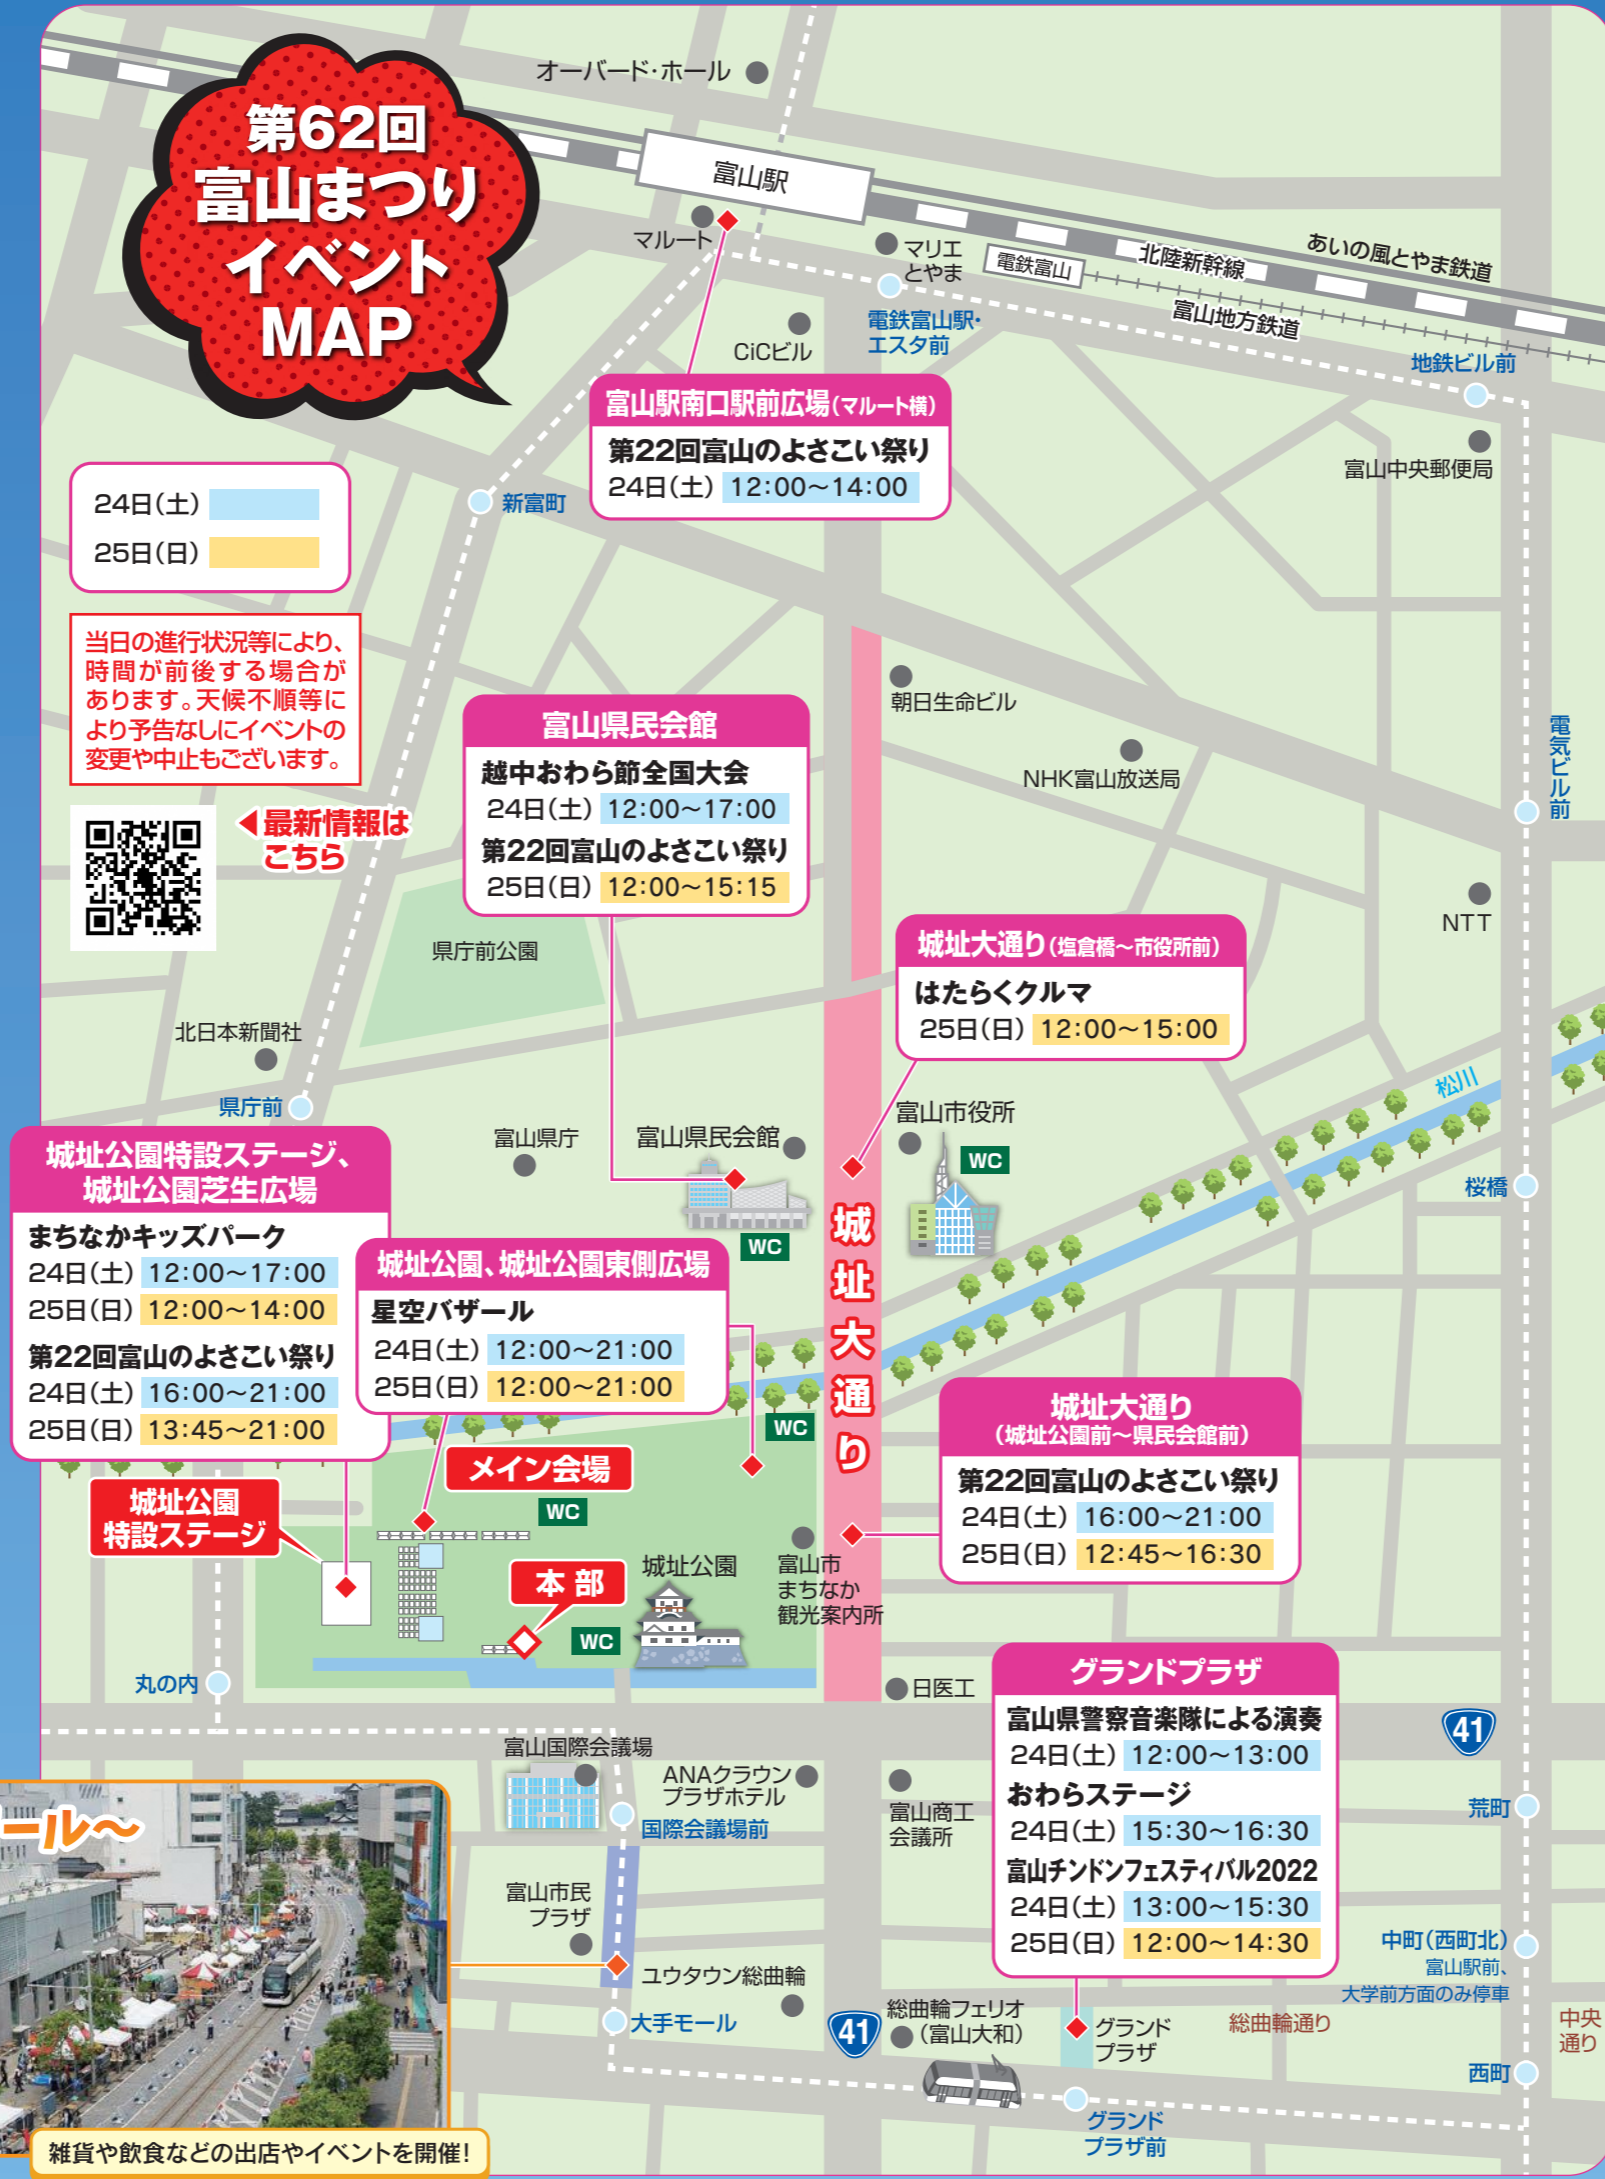 第62回
富山まつり
イベント
MAP
オーバード・ホール
富山駅
マルート
マリエ
とやま
電鉄富山
北陸新幹線
あいの風とやま鉄道
富山地方鉄道
CiCビル
電鉄富山駅・
エスタ前
地鉄ビル前
富山中央郵便局
富山駅南口駅前広場(マルート横)
第22回富山のよさこい祭り
24日(土) 12:00〜14:00
新富町
24日(土)
25日(日)
当日の進行状況等により、
時間が前後する場合が
あります。天候不順等に
より予告なしにイベントの
変更や中止もございます。
◀最新情報は
こちら
富山県民会館
越中おわら節全国大会
24日(土) 12:00〜17:00
第22回富山のよさこい祭り
25日(日) 12:00〜15:15
朝日生命ビル
NHK富山放送局
電気ビル前
NTT
県庁前公園
北日本新聞社
県庁前
城址大通り(塩倉橋〜市役所前)
はたらくクルマ
25日(日) 12:00〜15:00
松川
富山県庁
富山県民会館
WC
富山市役所
WC
桜橋
城址大通り
城址公園特設ステージ、
城址公園芝生広場
まちなかキッズパーク
24日(土) 12:00〜17:00
25日(日) 12:00〜14:00
第22回富山のよさこい祭り
24日(土) 16:00〜21:00
25日(日) 13:45〜21:00
城址公園、城址公園東側広場
星空バザール
24日(土) 12:00〜21:00
25日(日) 12:00〜21:00
WC
城址大通り
(城址公園前〜県民会館前)
第22回富山のよさこい祭り
24日(土) 16:00〜21:00
25日(日) 12:45〜16:30
メイン会場
WC
城址公園
特設ステージ
本部
WC
城址公園
富山市
まちなか
観光案内所
丸の内
日医工
グランドプラザ
富山県警察音楽隊による演奏
24日(土) 12:00〜13:00
おわらステージ
24日(土) 15:30〜16:30
富山チンドンフェスティバル2022
24日(土) 13:00〜15:30
25日(日) 12:00〜14:30
41
富山国際会議場
ANAクラウン
プラザホテル
国際会議場前
富山商工
会議所
荒町
ール〜
富山市民
プラザ
ユウタウン総曲輪
大手モール
41
総曲輪フェリオ
(富山大和)
グランド
プラザ
総曲輪通り
中町(西町北)
富山駅前、
大学前方面のみ停車
中央
通り
西町
グランド
プラザ前
雑貨や飲食などの出店やイベントを開催!